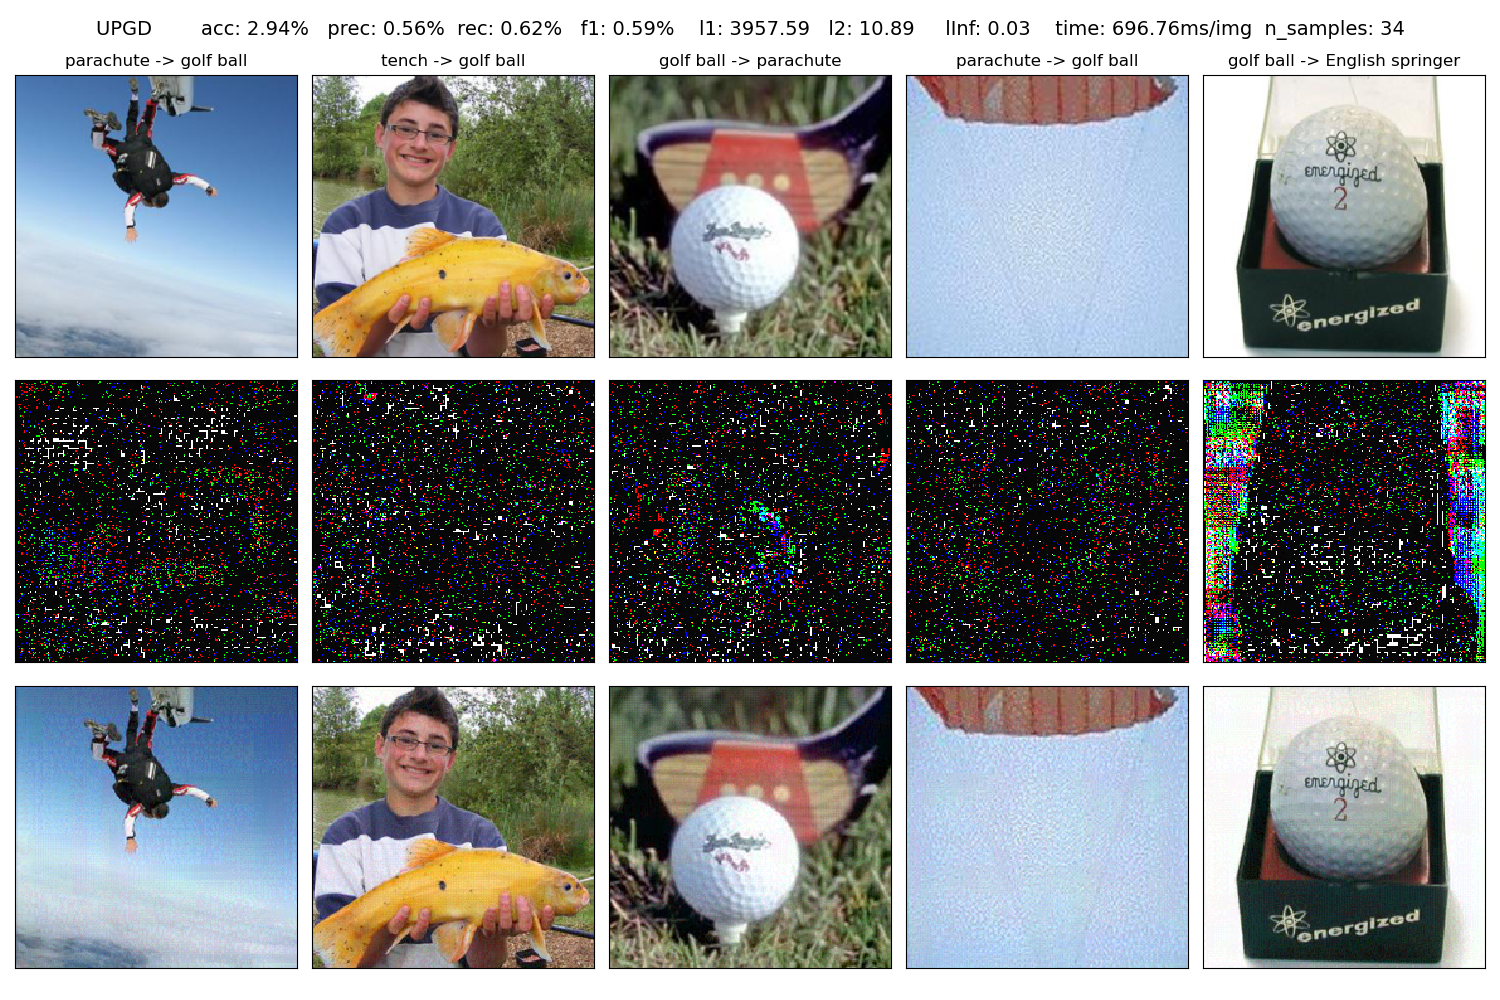 UPGD acc: 2.94% prec: 0.56% rec: 0.62% f1: 0.59% l1: 3957.59 l2: 10.89 lInf: 0.03 time: 696.76ms/img n_samples: 34
parachute -> golf ball
tench -> golf ball
golf ball -> parachute
parachute -> golf ball
golf ball -> English springer
energized
2
energized
energized
2
energized